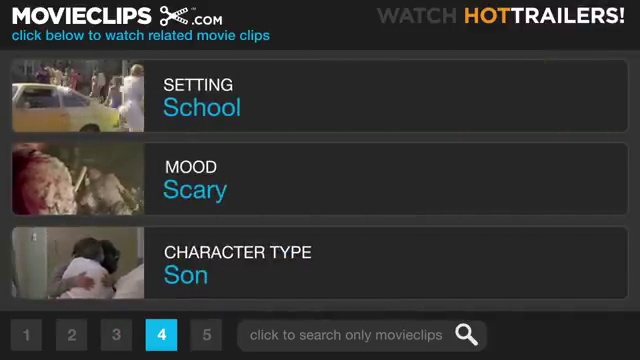 MOVIECLIPS.COM
WATCH HOTTRAILERS!
click below to watch related movie clips
SETTING
School
MOOD
Scary
CHARACTER TYPE
Son
1 2 3 4 5
click to search only movieclips